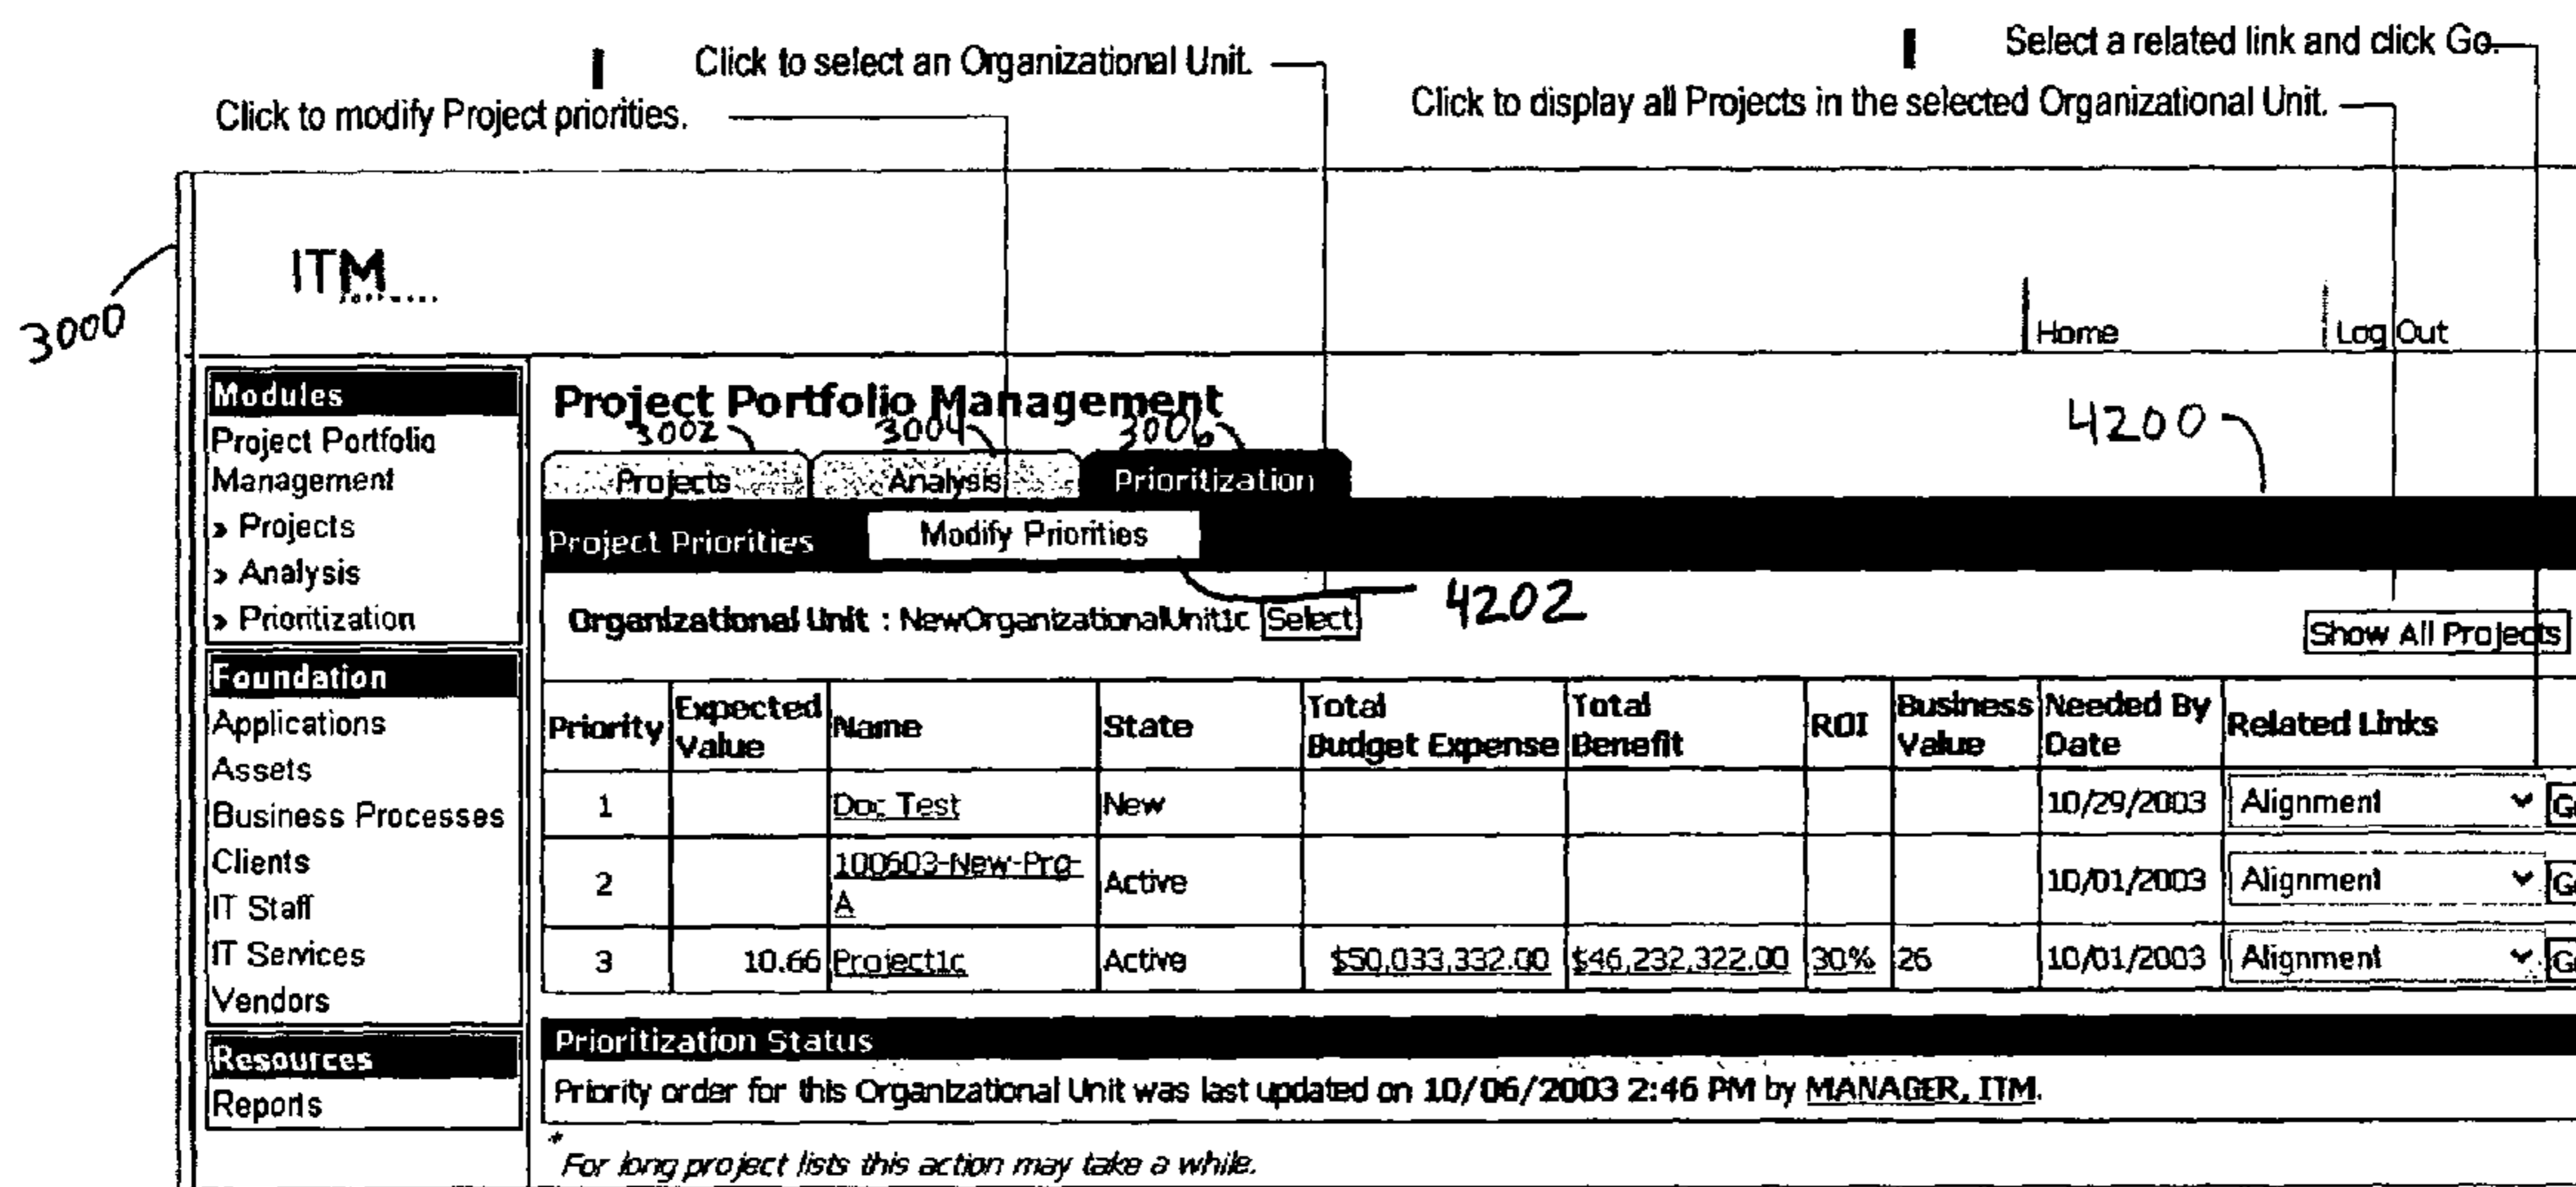 Click to select an Organizational Unit.
Select a related link and click Go.
Click to modify Project priorities.
Click to display all Projects in the selected Organizational Unit.
ITM
3000
Home
Log Out
Modules
Project Portfolio
Management
» Projects
» Analysis
» Prioritization
Foundation
Applications
Assets
Business Processes
Clients
IT Staff
IT Services
Vendors
Resources
Reports
Project Portfolio Management
3002 3004 3006
4200
Projects Analysis Prioritization
Project Priorities Modify Priorities
4202
Organizational Unit : NewOrganizationalUnit1c Select
Show All Projects
Priority Expected Value Name State Total Budget Expense Total Benefit ROI Business Value Needed By Date Related Links
1 Doc Test New 10/29/2003 Alignment
2 100603-New-Prg-A Active 10/01/2003 Alignment
3 10.66 Project1c Active $50,033,332.00 $46,232,322.00 30% 26 10/01/2003 Alignment
Prioritization Status
Priority order for this Organizational Unit was last updated on 10/06/2003 2:46 PM by MANAGER, ITM.
*
For long project lists this action may take a while.